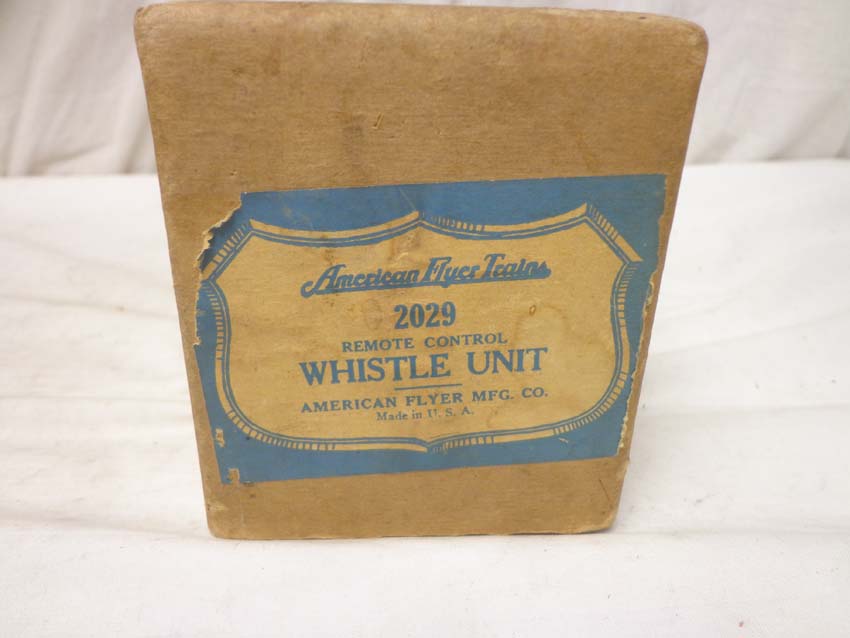 American Flyer Trains
2029
REMOTE CONTROL
WHISTLE UNIT
AMERICAN FLYER MFG. CO.
Made in U. S. A.